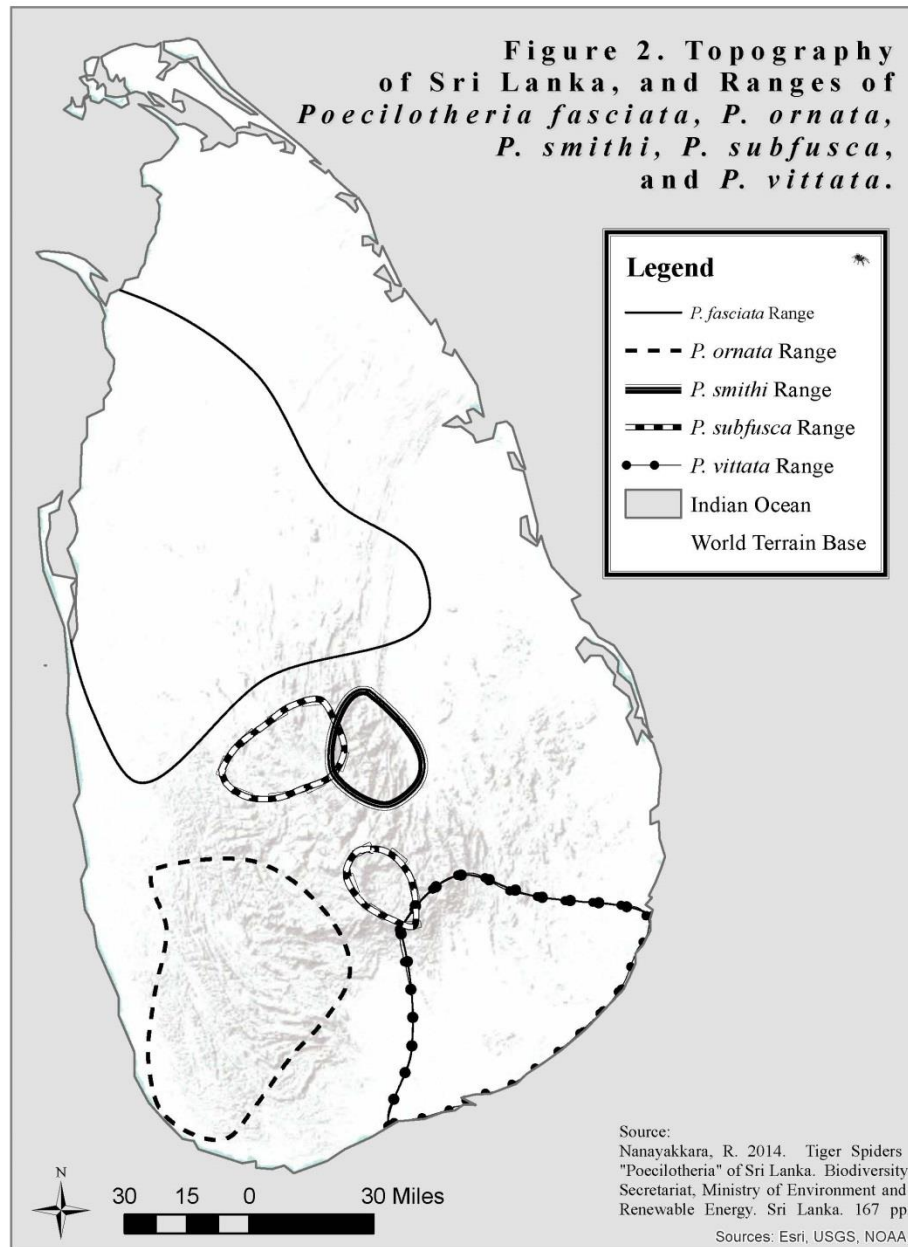 Figure 2. Topography
of Sri Lanka, and Ranges of
Poecilotheria fasciata, P. ornata,
P. smithi, P. subfusca,
and P. vittata.
Legend
P. fasciata Range
P. ornata Range
P. smithi Range
P. subfusca Range
P. vittata Range
Indian Ocean
World Terrain Base
Source:
Nanayakkara, R. 2014. Tiger Spiders
"Poecilotheria" of Sri Lanka. Biodiversity
Secretariat, Ministry of Environment and
Renewable Energy. Sri Lanka. 167 pp
Sources: Esri, USGS, NOAA
N
30 15 0 30 Miles